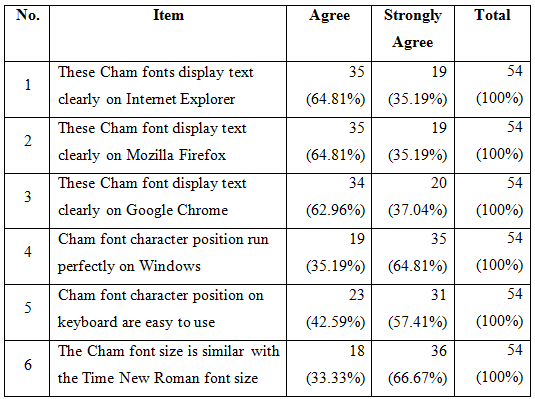 No. Item Agree Strongly Agree Total
1 These Cham fonts display text 35 19 54
clearly on Internet Explorer (64.81%) (35.19%) (100%)
2 These Cham font display text 35 19 54
clearly on Mozilla Firefox (64.81%) (35.19%) (100%)
3 These Cham font display text 34 20 54
clearly on Google Chrome (62.96%) (37.04%) (100%)
4 Cham font character position run 19 35 54
perfectly on Windows (35.19%) (64.81%) (100%)
5 Cham font character position on 23 31 54
keyboard are easy to use (42.59%) (57.41%) (100%)
6 The Cham font size is similar with 18 36 54
the Time New Roman font size (33.33%) (66.67%) (100%)